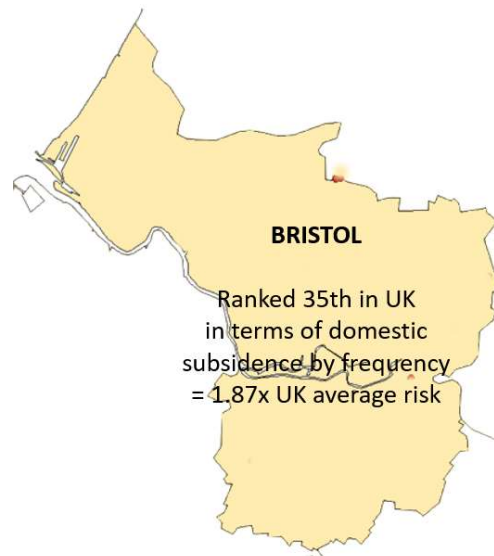 BRISTOL
Ranked 35th in UK
in terms of domestic
subsidence by frequency
= 1.87x UK average risk